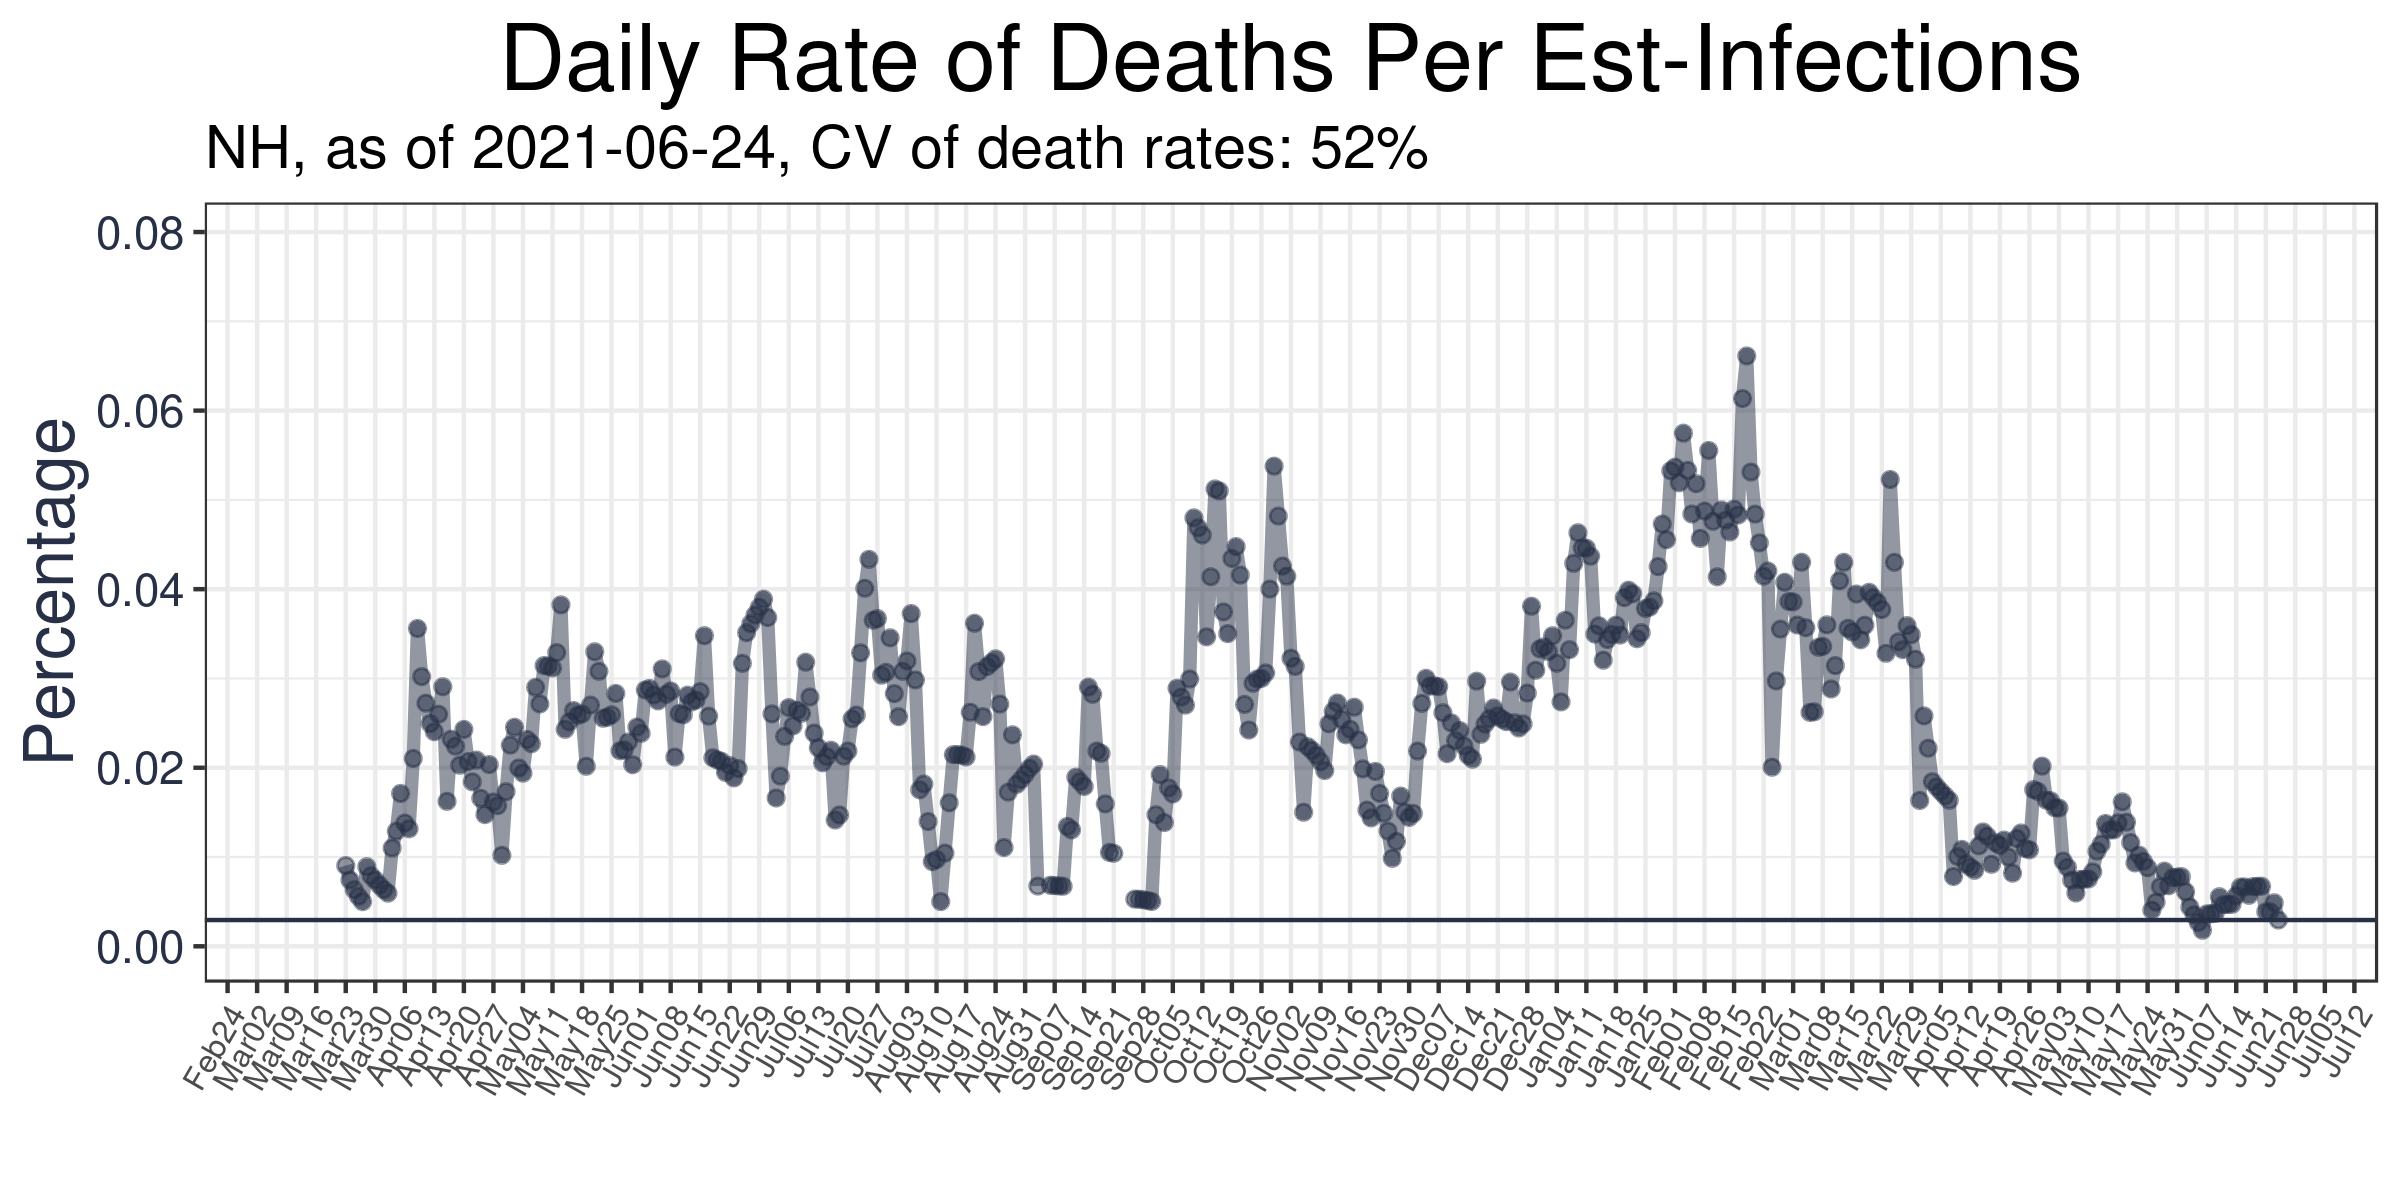 Daily Rate of Deaths Per Est-Infections
NH, as of 2021-06-24, CV of death rates: 52%
Percentage
0.08
0.06
0.04
0.02
0.00
Feb24
Mar02
Mar09
Mar16
Mar23
Mar30
Apr06
Apr13
Apr20
Apr27
May04
May11
May18
May25
Jun01
Jun08
Jun15
Jun22
Jun29
Jul06
Jul13
Jul20
Jul27
Aug03
Aug10
Aug17
Aug24
Aug31
Sep07
Sep14
Sep21
Sep28
Oct05
Oct12
Oct19
Oct26
Nov02
Nov09
Nov16
Nov23
Nov30
Dec07
Dec14
Dec21
Dec28
Jan04
Jan11
Jan18
Jan25
Feb01
Feb08
Feb15
Feb22
Mar01
Mar08
Mar15
Mar22
Mar29
Apr05
Apr12
Apr19
Apr26
May03
May10
May17
May24
May31
Jun07
Jun14
Jun21
Jun28
Jul05
Jul12